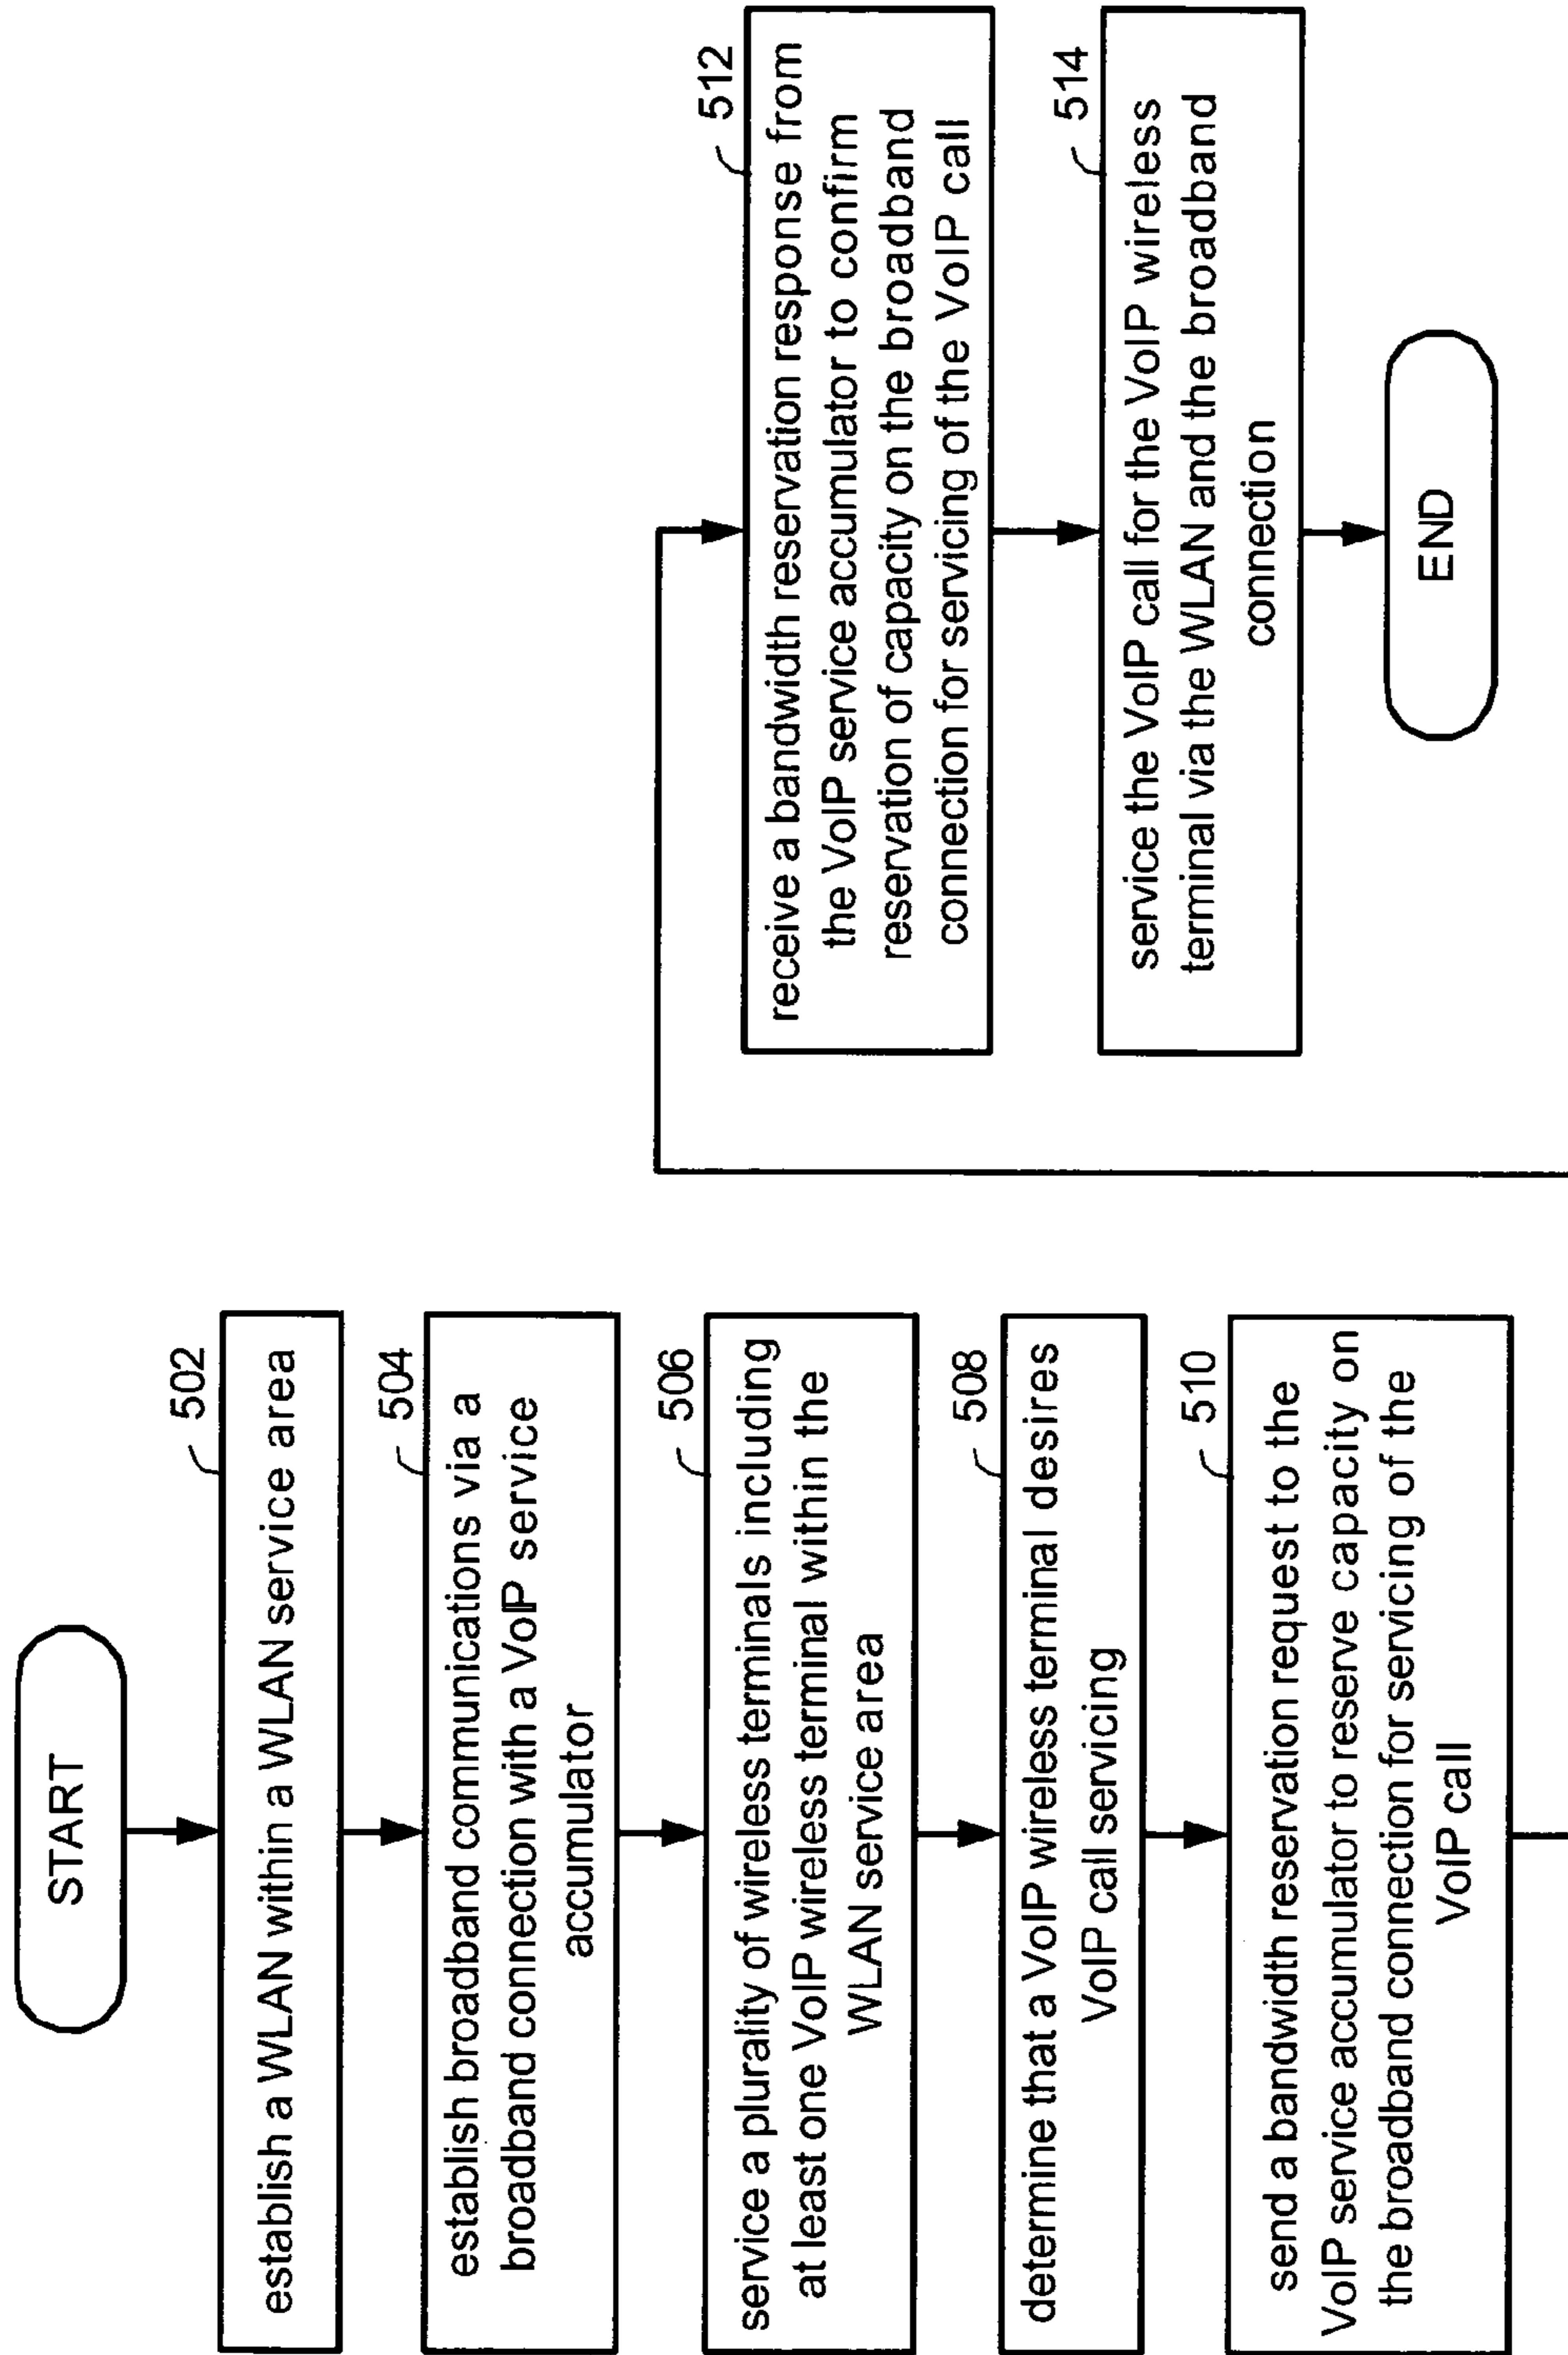 START
502
establish a WLAN within a WLAN service area
504
establish broadband communications via a
broadband connection with a VoIP service
accumulator
506
service a plurality of wireless terminals including
at least one VoIP wireless terminal within the
WLAN service area
508
determine that a VoIP wireless terminal desires
VoIP call servicing
510
send a bandwidth reservation request to the
VoIP service accumulator to reserve capacity on
the broadband connection for servicing of the
VoIP call
512
receive a bandwidth reservation response from
the VoIP service accumulator to confirm
reservation of capacity on the broadband
connection for servicing of the VoIP call
514
service the VoIP call for the VoIP wireless
terminal via the WLAN and the broadband
connection
END